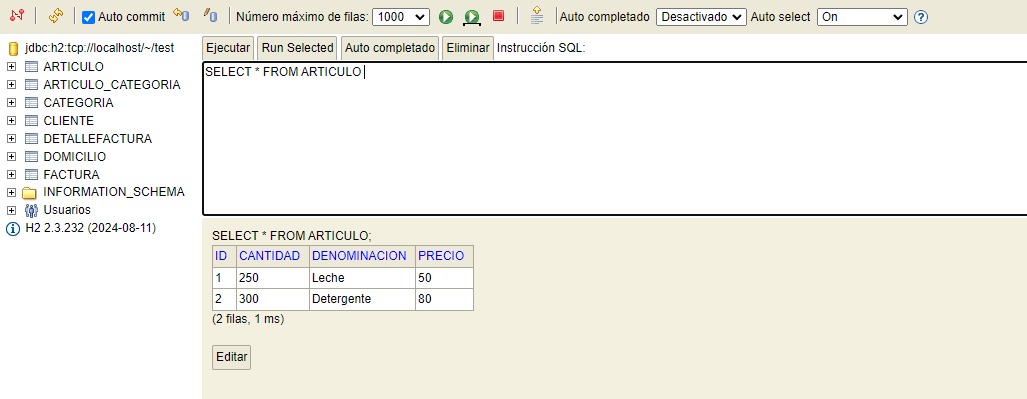 Auto commit Número máximo de filas: 1000 Auto completado Desactivado Auto select On
jdbc:h2:tcp://localhost/~/test
ARTICULO
ARTICULO_CATEGORIA
CATEGORIA
CLIENTE
DETALLEFACTURA
DOMICILIO
FACTURA
INFORMATION_SCHEMA
Usuarios
H2 2.3.232 (2024-08-11)
Ejecutar Run Selected Auto completado Eliminar Instrucción SQL:
SELECT * FROM ARTICULO
SELECT * FROM ARTICULO;
ID CANTIDAD DENOMINACION PRECIO
1 250 Leche 50
2 300 Detergente 80
(2 filas, 1 ms)
Editar